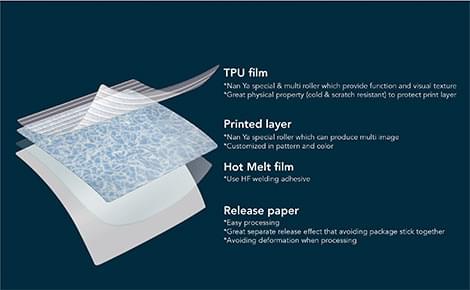 TPU film
*Nan Ya special & multi roller which provide function and visual texture
*Great physical property (cold & scratch resistant) to protect print layer
Printed layer
*Nan Ya special roller which can produce multi image
*Customized in pattern and color
Hot Melt film
*Use HF welding adhesive
Release paper
*Easy processing
*Great separate release effect that avoiding package stick together
*Avoiding deformation when processing